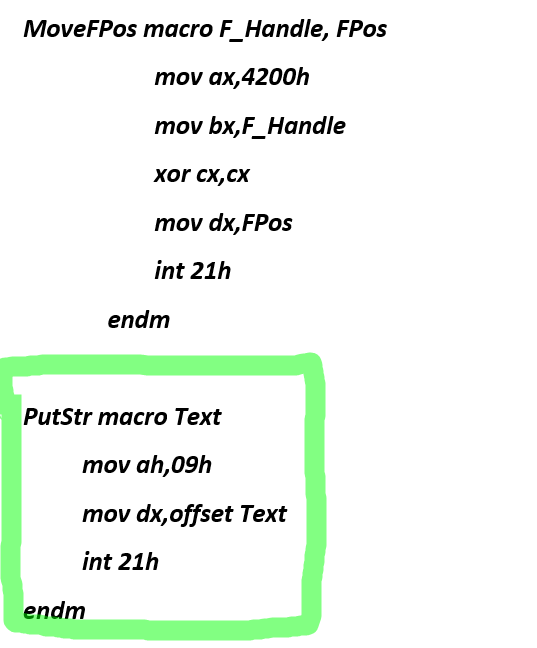 MoveFPos macro F_Handle, FPos
mov ax,4200h
mov bx,F_Handle
xor cx,cx
mov dx,FPos
int 21h
endm
PutStr macro Text
mov ah,09h
mov dx,offset Text
int 21h
endm